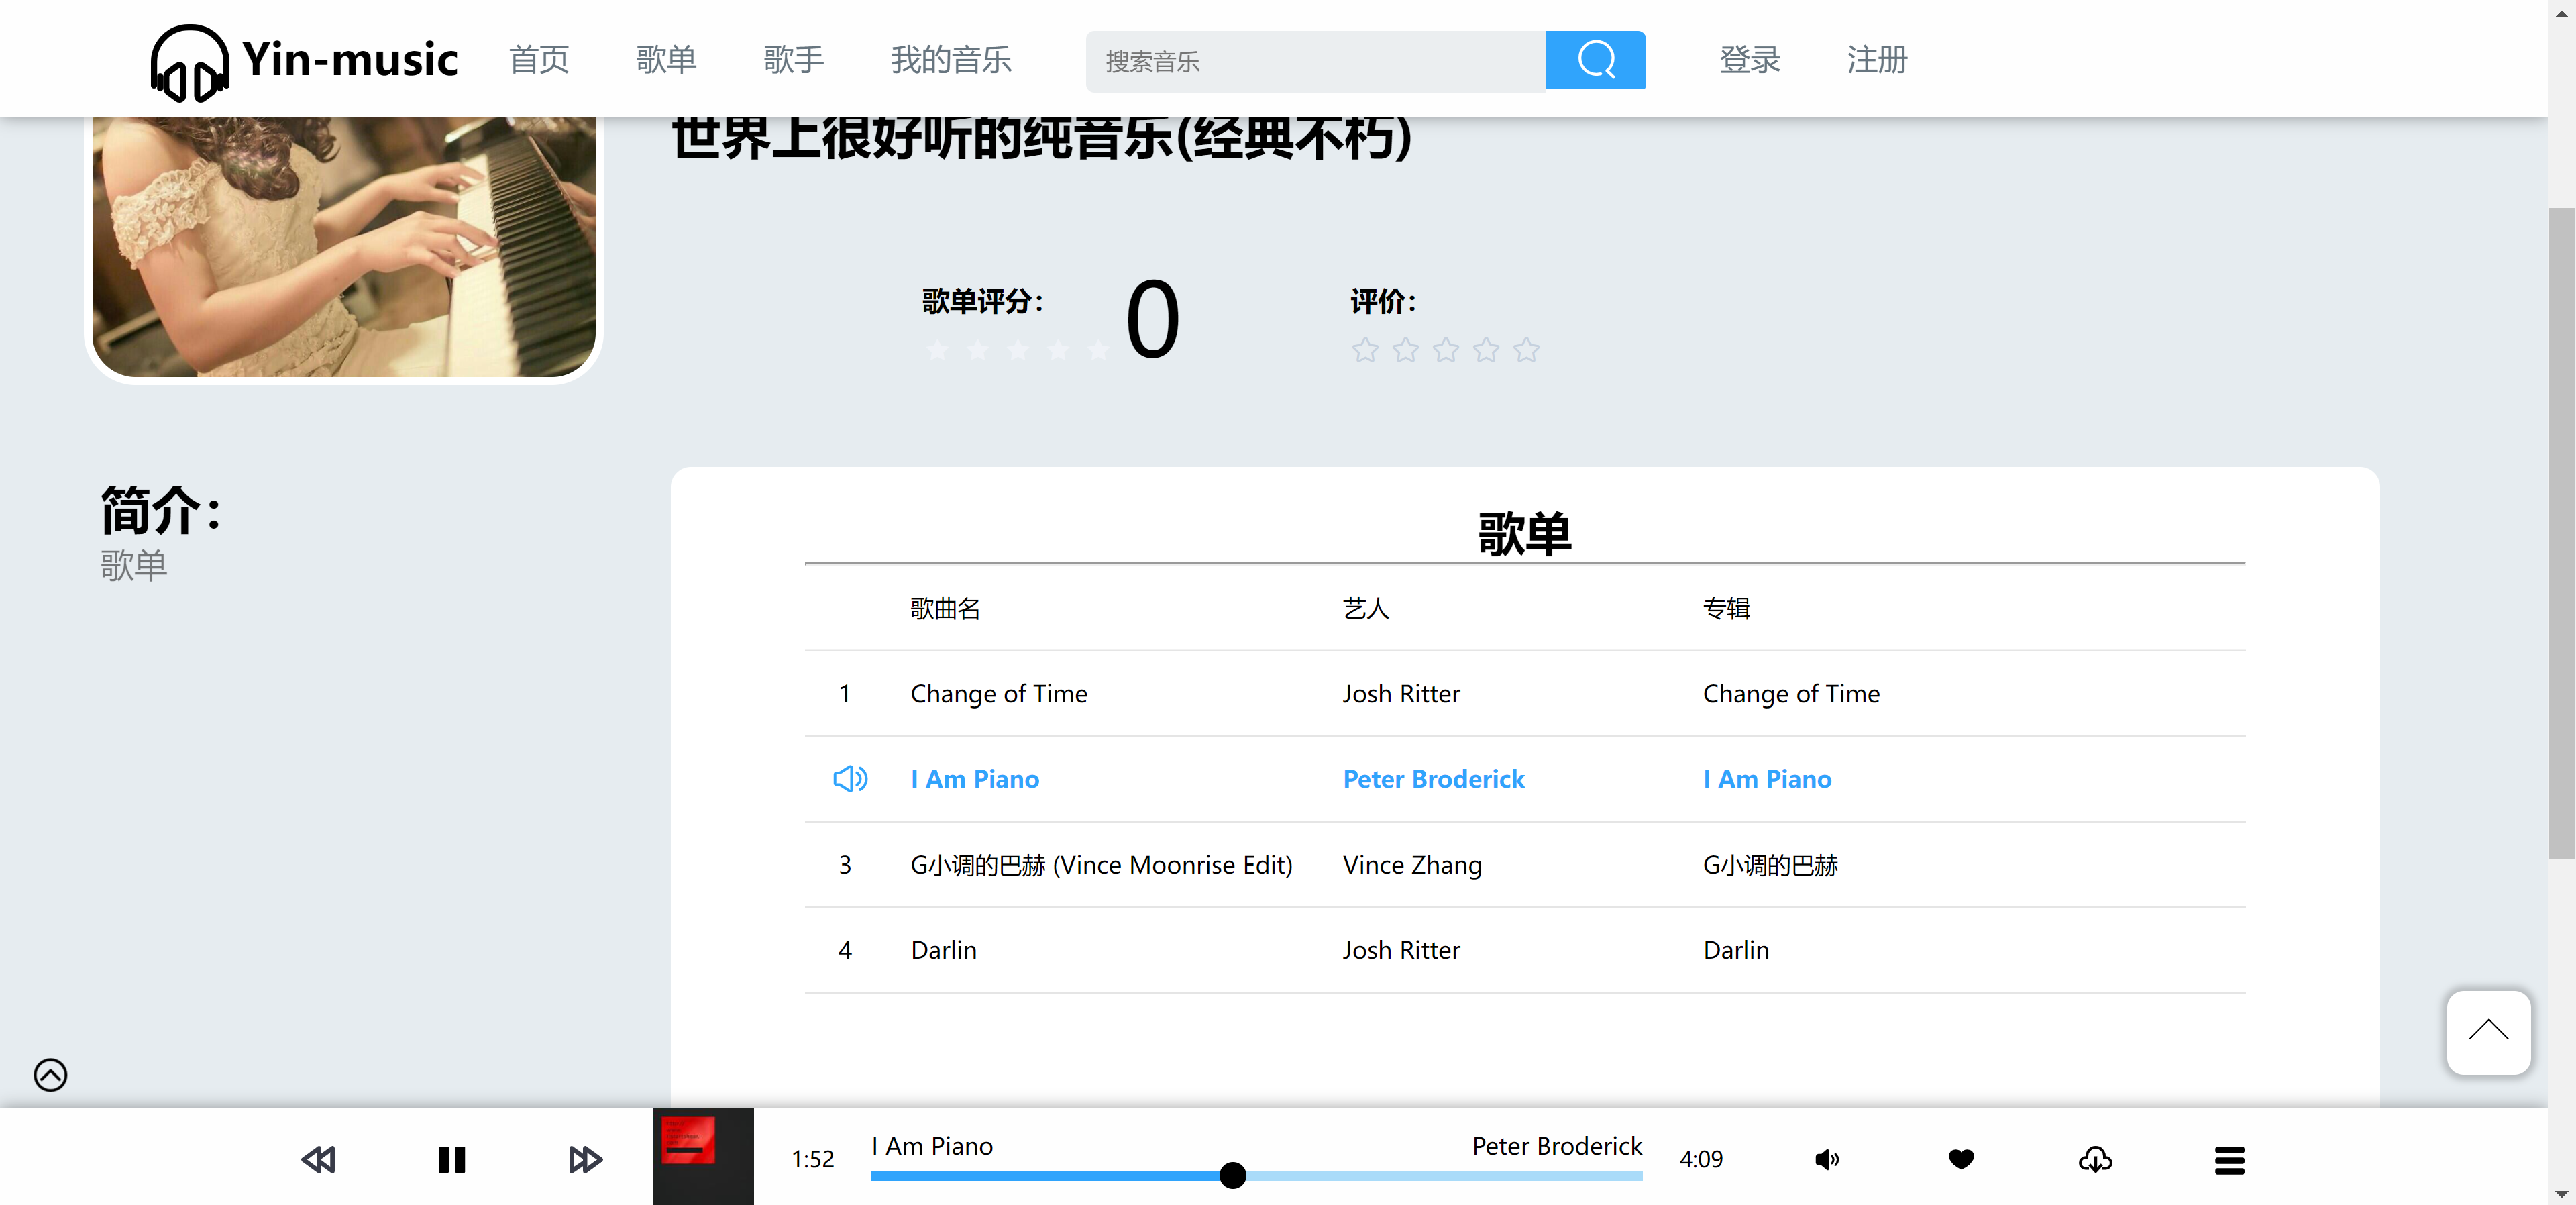 Yin-music 首页 歌单 歌手 我的音乐 搜索音乐 登录 注册
世界上很好听的纯音乐(经典不朽)
歌单评分： 0 评价：
简介：
歌单
歌单
歌曲名 艺人 专辑
1 Change of Time Josh Ritter Change of Time
I Am Piano Peter Broderick I Am Piano
3 G小调的巴赫 (Vince Moonrise Edit) Vince Zhang G小调的巴赫
4 Darlin Josh Ritter Darlin
1:52 I Am Piano Peter Broderick 4:09